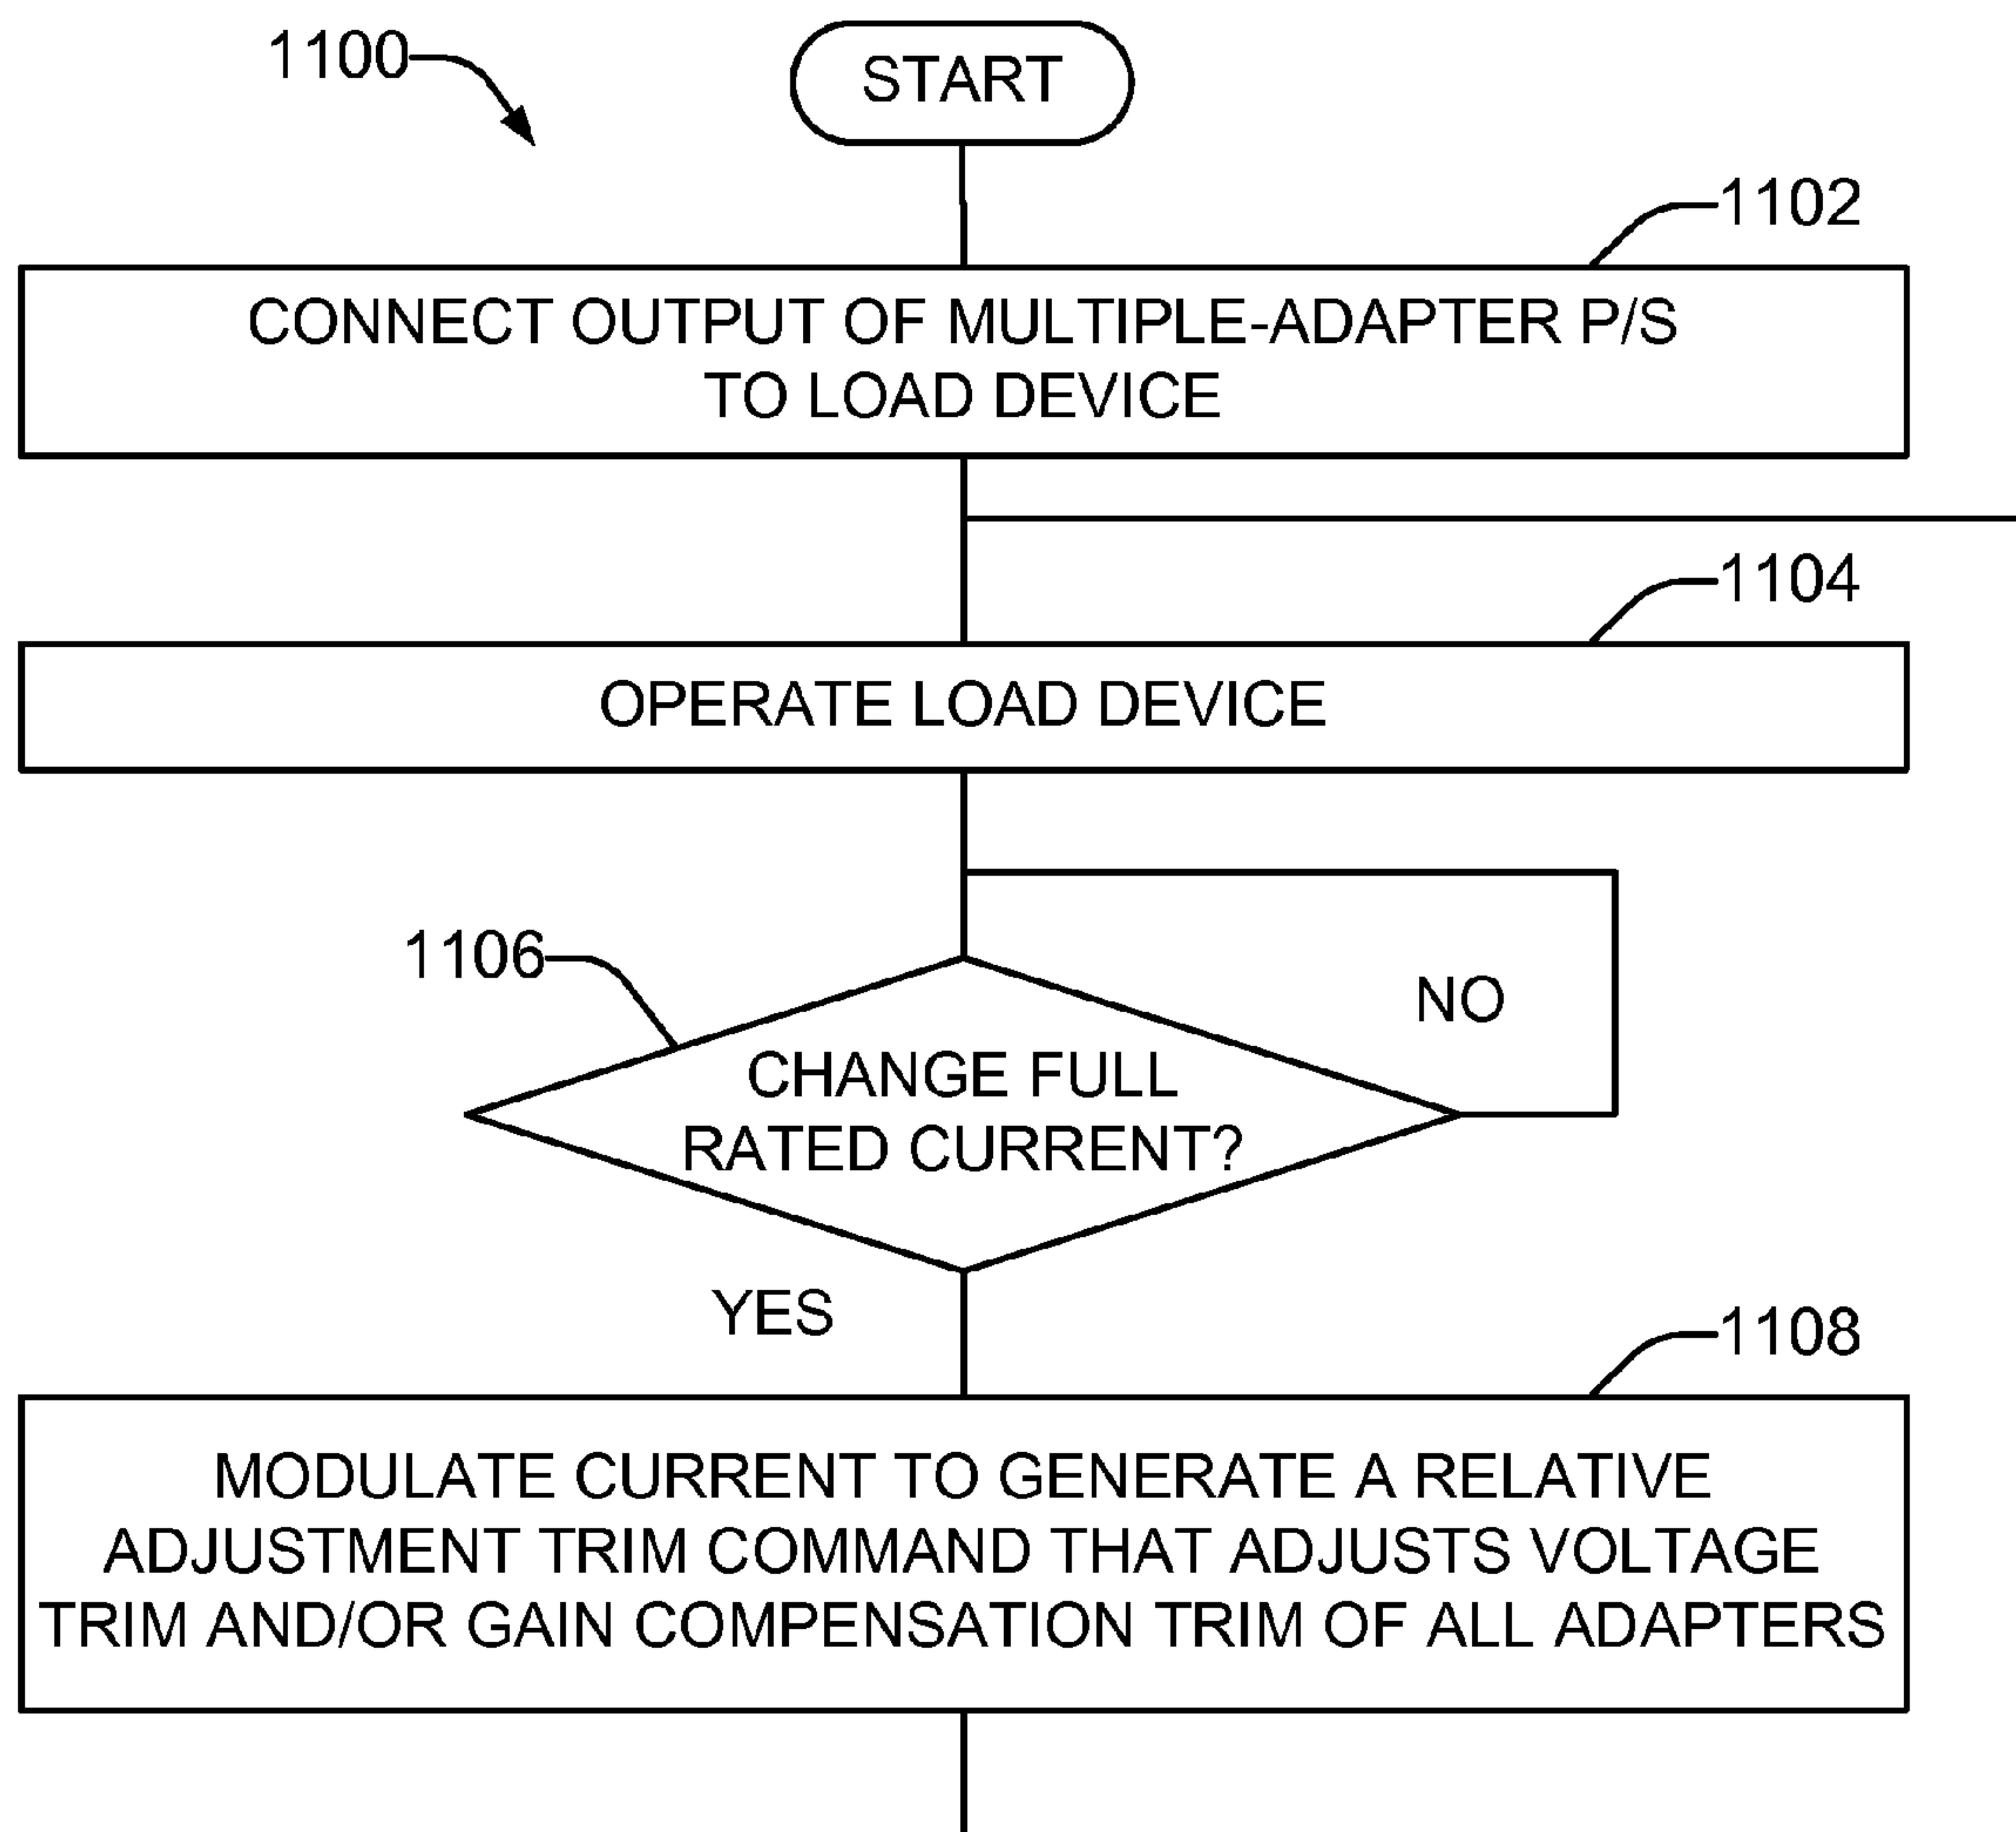 1100
START
1102
CONNECT OUTPUT OF MULTIPLE-ADAPTER P/S
TO LOAD DEVICE
1104
OPERATE LOAD DEVICE
1106
NO
CHANGE FULL
RATED CURRENT?
YES
1108
MODULATE CURRENT TO GENERATE A RELATIVE
ADJUSTMENT TRIM COMMAND THAT ADJUSTS VOLTAGE
TRIM AND/OR GAIN COMPENSATION TRIM OF ALL ADAPTERS